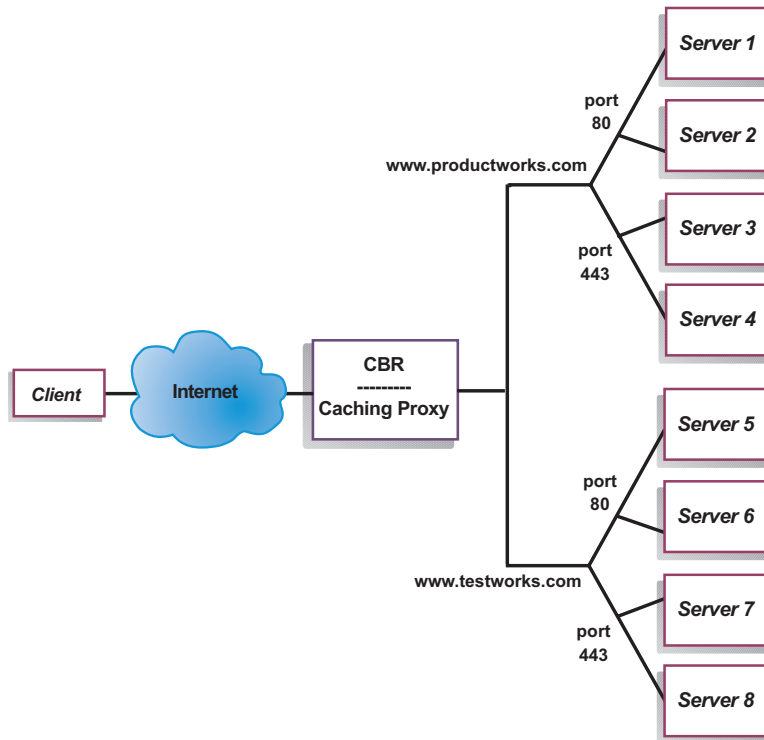 Server 1
port
80
Server 2
www.productworks.com
Server 3
port
443
Server 4
CBR
---------
Caching Proxy
Client
Internet
Server 5
port
80
Server 6
www.testworks.com
Server 7
port
443
Server 8